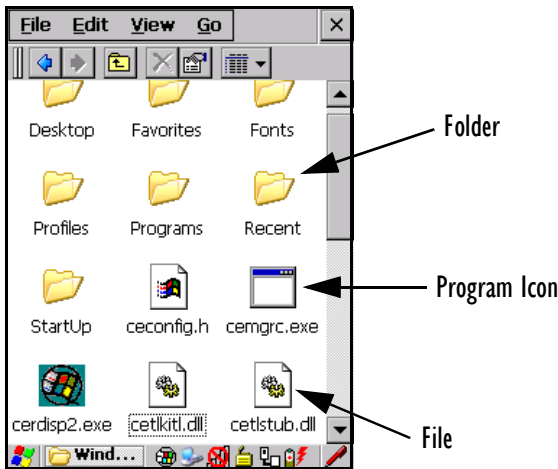 File Edit View Go
Desktop Favorites Fonts
Folder
Profiles Programs Recent
Program Icon
StartUp ceconfig.h cemgrc.exe
cerdisp2.exe cetlkitl.dll cetlstub.dll
File
Wind...